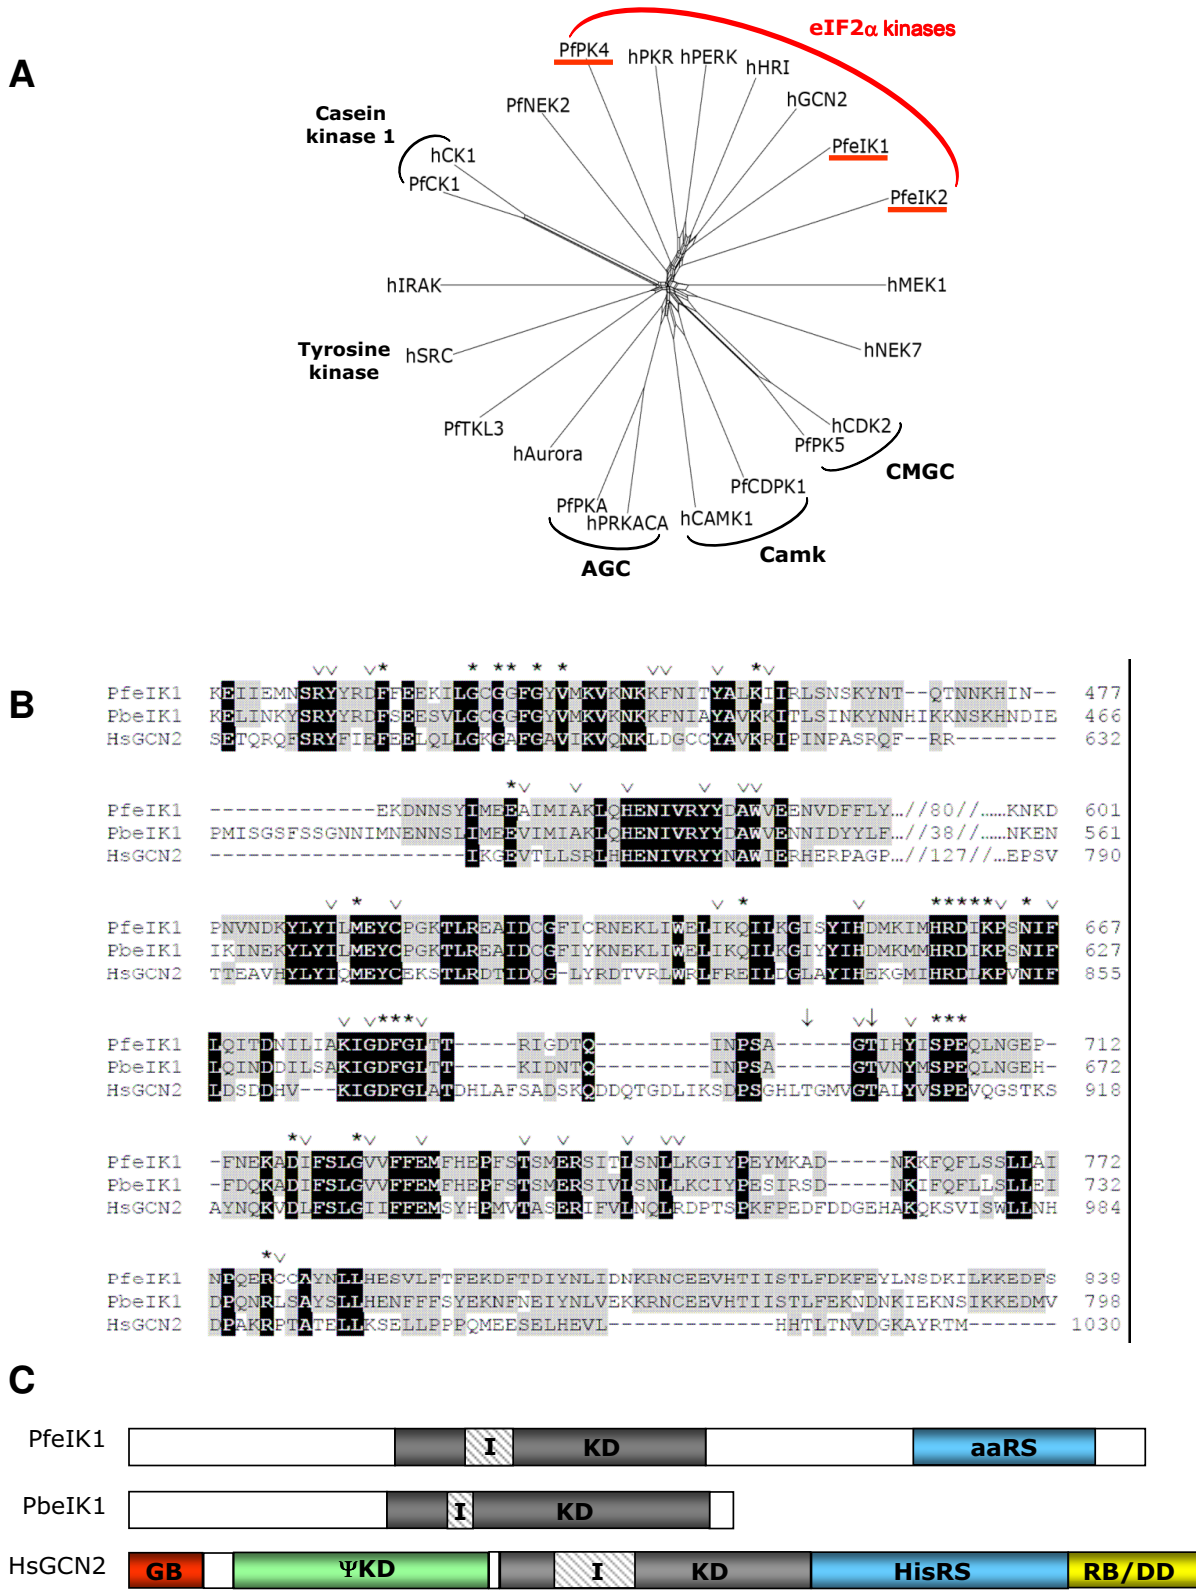 A
eIF2α kinases
PfPK4
hPKR
hPERK
hHRI
PfNEK2
hGCN2
Casein
kinase 1
hCK1
PfeIK1
PfCK1
PfeIK2
hIRAK
hMEK1
Tyrosine
kinase
hSRC
hNEK7
PfTKL3
hCDK2
hAurora
PfPK5
CMGC
PfCDPK1
PfPKA
hPRKACA
hCAMK1
Camk
AGC
B
PfeIK1 KEIIEMNSRYYRDFFEEKILGCGGFGYVMKVKNKKFNITYALKIIRLSNSKYNT--QTNNKHIN-- 477
PbeIK1 KELINKYSRYYRDFSEESVLGCGGFGYVMKVKNKKFNIAYAVKKITLSINKYNNHIKKNSKHNDIE 466
HsGCN2 SETQRQFSRYFIEFEELQLLGKGAFGAVIKVQNKLDGCCYAVKRIPINPASRQF--RR-------- 632
PfeIK1 -------------EKDNNSYIMEEAIMIAKLQHENIVRYYDAWVEENVDFFLY...//80//.....KNKD 601
PbeIK1 PMISGSFSSGNNIMNENNSLIMEEVIMIAKLQHENIVRYYDAWVENNIDYYLF...//38//.....NKEN 561
HsGCN2 --------------------IKGEVTLLSRLHHENIVRYYNAWIERHERPAGP...//127//...EPSV 790
PfeIK1 PNVNDKYLYILMEYCPGKTLREAIDCGFICRNEKLIWELIKQILKGISYIHDMKIMHRDIKPSNIF 667
PbeIK1 IKINEKYLYILMEYCPGKTLREAIDCGFIYKNEKLIWELIKQILKGIYYIHDMKMMHRDIKPSNIF 627
HsGCN2 TTEAVHYLYIQMEYCEKSTLRDTIDQG-LYRDTVRLWRLFREILDGLAYIHEKGMIHRDLKPVNIF 855
PfeIK1 LQITDNILIAKIGDFGLTT-----RIGDTQ---------INPSA------GTIHYISPEQLNGEP- 712
PbeIK1 LQINDDILSAKIGDFGLTT-----KIDNTQ---------INPSA------GTVNYMSPEQLNGEH- 672
HsGCN2 LDSDDHV---KIGDFGLATDHLAFSADSKQDDQTGDLIKSDPSGHLTGMVGTALYVSPEVQGSTKS 918
PfeIK1 -FNEKADIFSLGVVFFEMFHEPFSTSMERSITLSNLLKGIYPEYMKAD-----NKKFQFLSSLLAI 772
PbeIK1 -FDQKADIFSLGVVFFEMFHEPFSTSMERSIVLSNLLKCIYPESIRSD-----NKIFQFLLSLLEI 732
HsGCN2 AYNQKVDLFSLGIIFFEMSYHPMVTASERIFVLNQLRDPTSPKFPEDFDDGEHAKQKSVISWLLNH 984
PfeIK1 NPQERCCAYNLLHESVLFTFEKDFTDIYNLIDNKRNCEEVHTIISTLFDKFEYLNSDKILKKEDFS 838
PbeIK1 DPQNRLSAYSLLHENFFFSYEKNFNEIYNLVEKKRNCEEVHTIISTLFEKNDNKIEKNSIKKEDMV 798
HsGCN2 DPAKRPTATELLKSELLPPPQMEESELHEVL-------------HHTLTNVDGKAYRTM------- 1030
C
PfeIK1 I KD aaRS
PbeIK1 I KD
HsGCN2 GB ΨKD I KD HisRS RB/DD